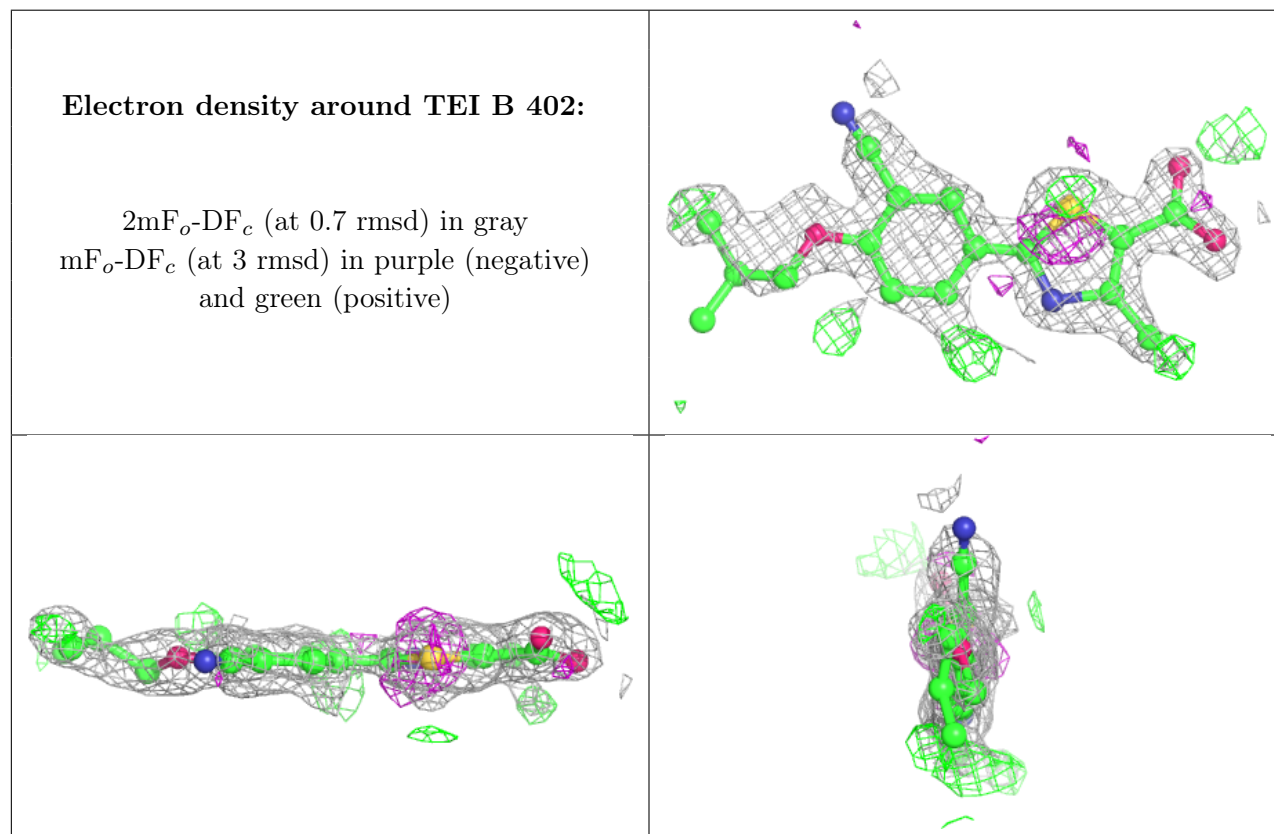 Electron density around TEI B 402:
2mFo-DFc (at 0.7 rmsd) in gray
mFo-DFc (at 3 rmsd) in purple (negative)
and green (positive)